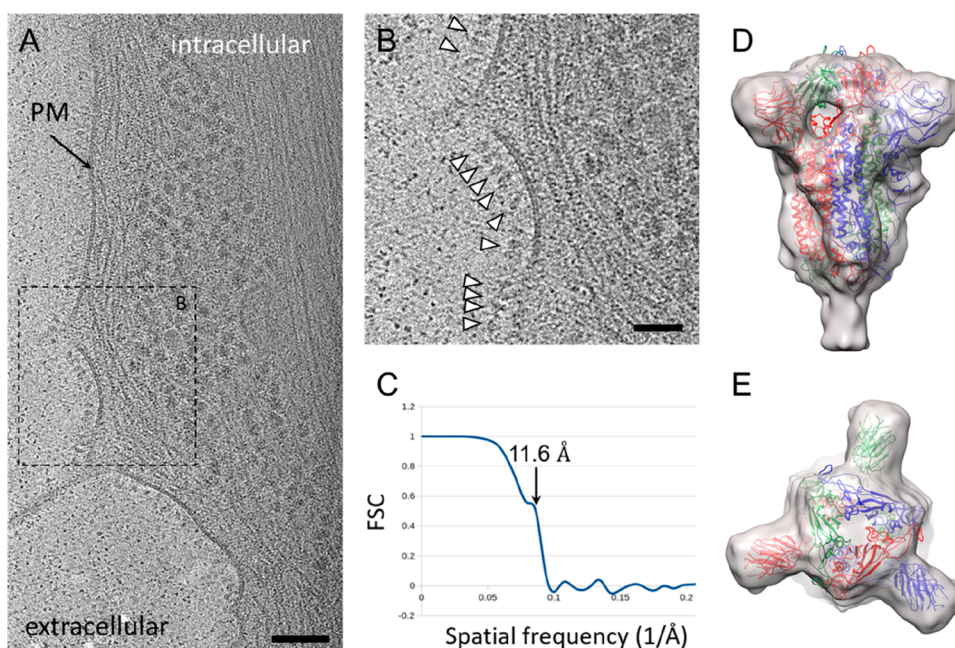 A
intracellular
PM
B
extracellular
B
C
1.2
1
0.8
0.6
0.4
0.2
0
-0.2
11.6 Å
FSC
0
0.05
0.1
0.15
0.2
Spatial frequency (1/Å)
D
E